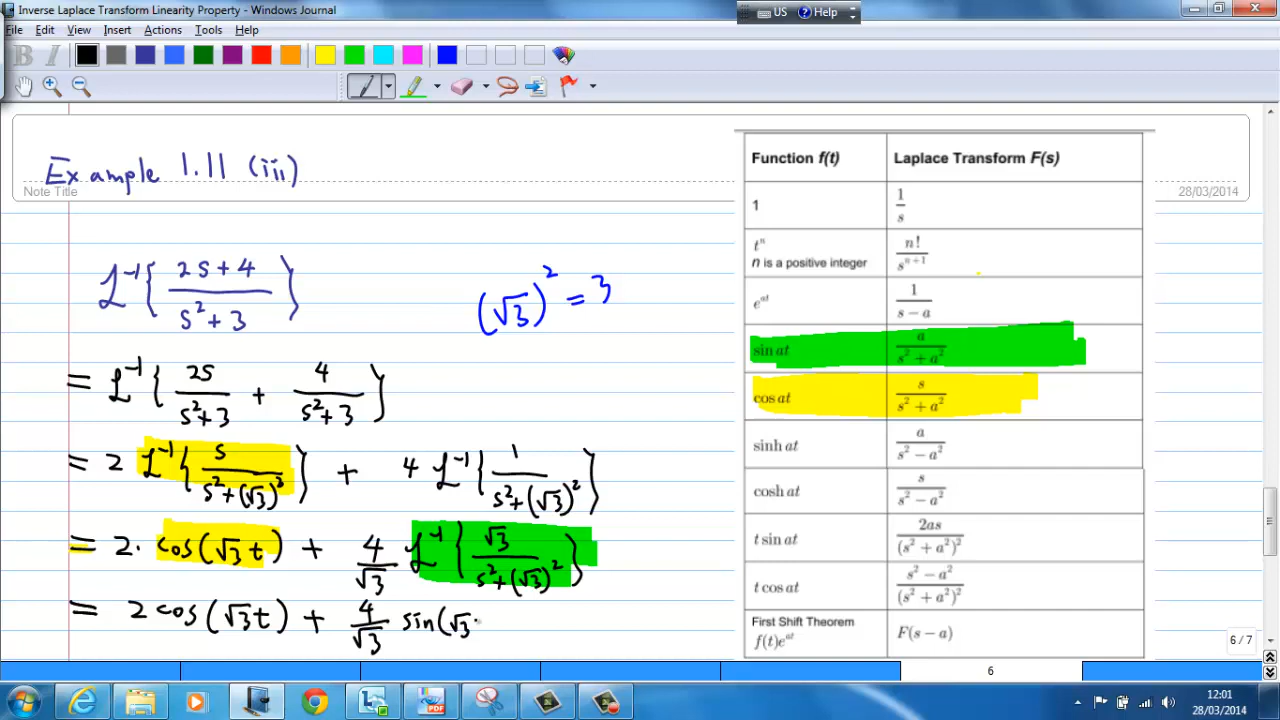 Inverse Laplace Transform Linearity Property - Windows Journal
US Help
File Edit View Insert Actions Tools Help
B I
Example 1.11 (iii)
Note Title
28/03/2014
ℒ⁻¹{ (2s+4)/(s²+3) }
(√3)² = 3
= ℒ⁻¹{ 2s/(s²+3) + 4/(s²+3) }
= 2 ℒ⁻¹{ s/(s²+(√3)²) } + 4 ℒ⁻¹{ 1/(s²+(√3)²) }
= 2. cos(√3t) + 4/√3 ℒ⁻¹{ √3/(s²+(√3)²) }
= 2cos(√3t) + 4/√3 sin(√3
Function f(t) Laplace Transform F(s)
1 1/s
tⁿ n!/sⁿ⁺¹
n is a positive integer
eᵃᵗ 1/(s − a)
sin at a/(s² + a²)
cos at s/(s² + a²)
sinh at a/(s² − a²)
cosh at s/(s² − a²)
t sin at 2as/(s² + a²)²
t cos at (s² − a²)/(s² + a²)²
First Shift Theorem
f(t)eᵃᵗ F(s − a)
6 / 7
6
12:01
28/03/2014